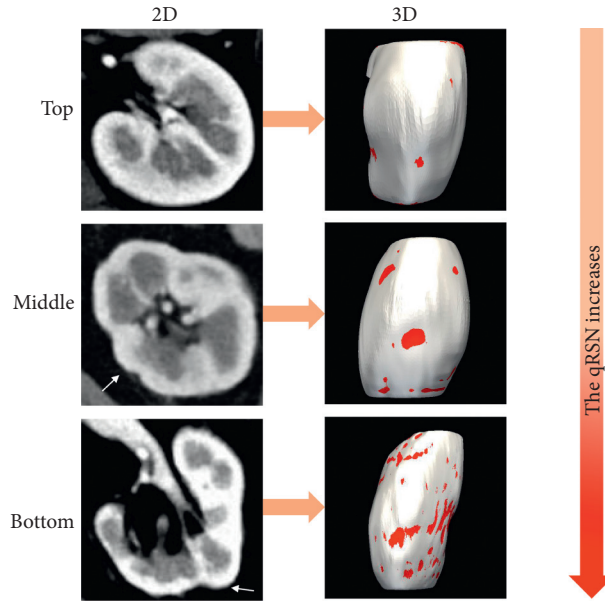 2D
3D
Top
Middle
Bottom
The qRSN increases